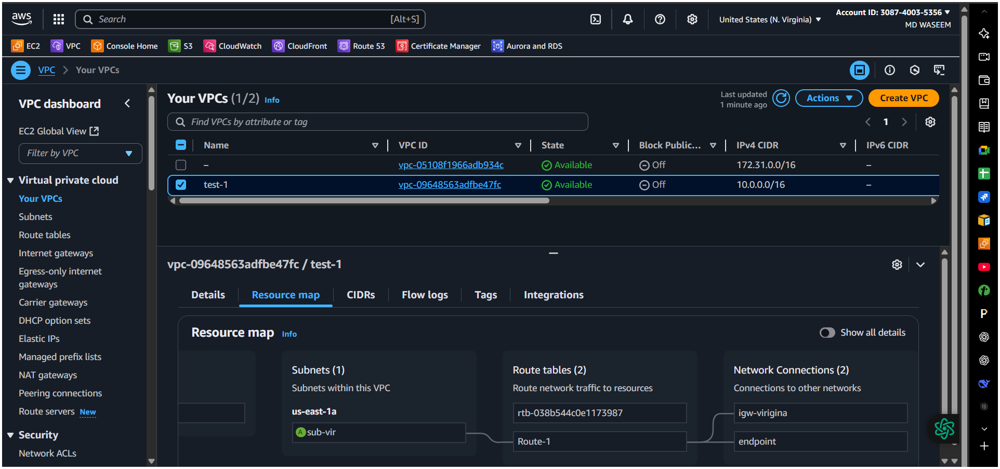 aws
Search
[Alt+S]
United States (N. Virginia)
Account ID: 3087-4003-5356
MD WASEEM
EC2
VPC
Console Home
S3
CloudWatch
CloudFront
Route 53
Certificate Manager
Aurora and RDS
VPC
Your VPCs
VPC dashboard
EC2 Global View
Filter by VPC
Virtual private cloud
Your VPCs
Subnets
Route tables
Internet gateways
Egress-only internet
gateways
Carrier gateways
DHCP option sets
Elastic IPs
Managed prefix lists
NAT gateways
Peering connections
Route servers New
Security
Network ACLs
Your VPCs (1/2) Info
Last updated
1 minute ago
Actions
Create VPC
Find VPCs by attribute or tag
1
Name VPC ID State Block Public... IPv4 CIDR IPv6 CIDR
– vpc-05108f1966adb934c Available Off 172.31.0.0/16 –
test-1 vpc-09648563adfbe47fc Available Off 10.0.0.0/16 –
vpc-09648563adfbe47fc / test-1
Details
Resource map
CIDRs
Flow logs
Tags
Integrations
Resource map Info
Show all details
Subnets (1)
Subnets within this VPC
us-east-1a
A sub-vir
Route tables (2)
Route network traffic to resources
rtb-038b544c0e1173987
Route-1
Network Connections (2)
Connections to other networks
igw-virigina
endpoint
P